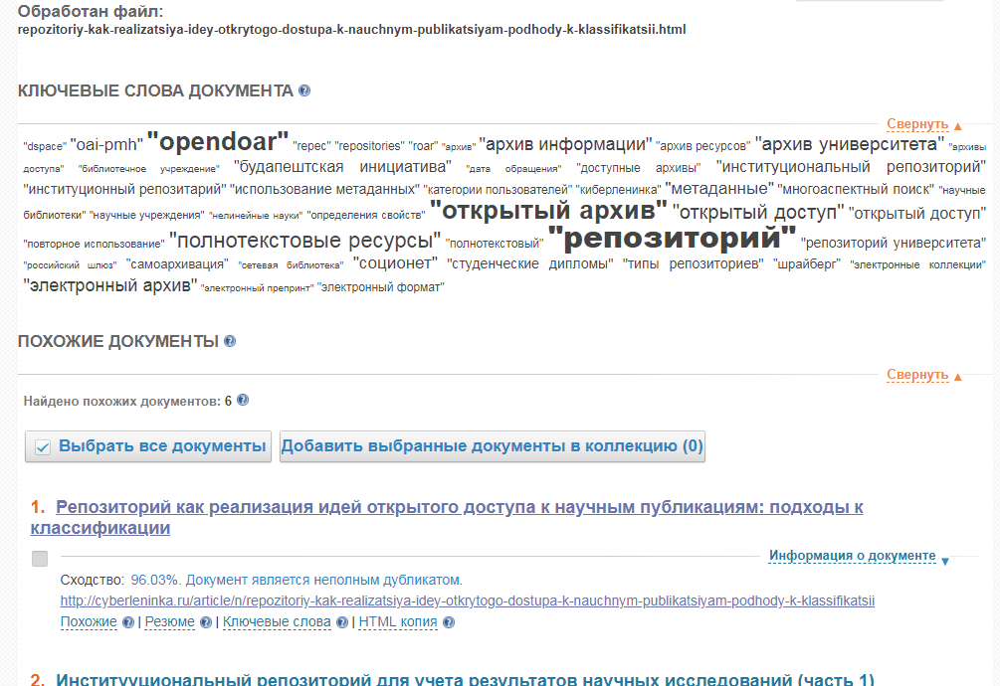 Обработан файл:
repozitoriy-kak-realizatsiya-idey-otkrytogo-dostupa-k-nauchnym-publikatsiyam-podhody-k-klassifikatsii.html
КЛЮЧЕВЫЕ СЛОВА ДОКУМЕНТА ?
Свернуть ▲
"dspace" "oai-pmh" "opendoar" "repec" "repositories" "roar" "архив" "архив информации" "архив ресурсов" "архив университета" "архивы
доступа" "библиотечное учреждение" "будапештская инициатива" "дата обращения" "доступные архивы" "институциональный репозиторий"
"институционный репозитарий" "использование метаданных" "категории пользователей" "киберленинка" "метаданные" "многоаспектный поиск" "научные
библиотеки" "научные учреждения" "нелинейные науки" "определения свойств" "открытый архив" "открытый доступ" "открытый доступ"
"повторное использование" "полнотекстовые ресурсы" "полнотекстовый" "репозиторий" "репозиторий университета"
"российский шлюз" "самоархивация" "сетевая библиотека" "соционет" "студенческие дипломы" "типы репозиториев" "шрайберг" "электронные коллекции"
"электронный архив" "электронный препринт" "электронный формат"
ПОХОЖИЕ ДОКУМЕНТЫ ?
Свернуть ▲
Найдено похожих документов: 6 ?
Выбрать все документы Добавить выбранные документы в коллекцию (0)
1. Репозиторий как реализация идей открытого доступа к научным публикациям: подходы к
классификации
Информация о документе ▼
Сходство: 96.03%. Документ является неполным дубликатом.
http://cyberleninka.ru/article/n/repozitoriy-kak-realizatsiya-idey-otkrytogo-dostupa-k-nauchnym-publikatsiyam-podhody-k-klassifikatsii
Похожие ? | Резюме ? | Ключевые слова ? | HTML копия ?
2. Институуциональный репозиторий для учета результатов научных исследований (часть 1)